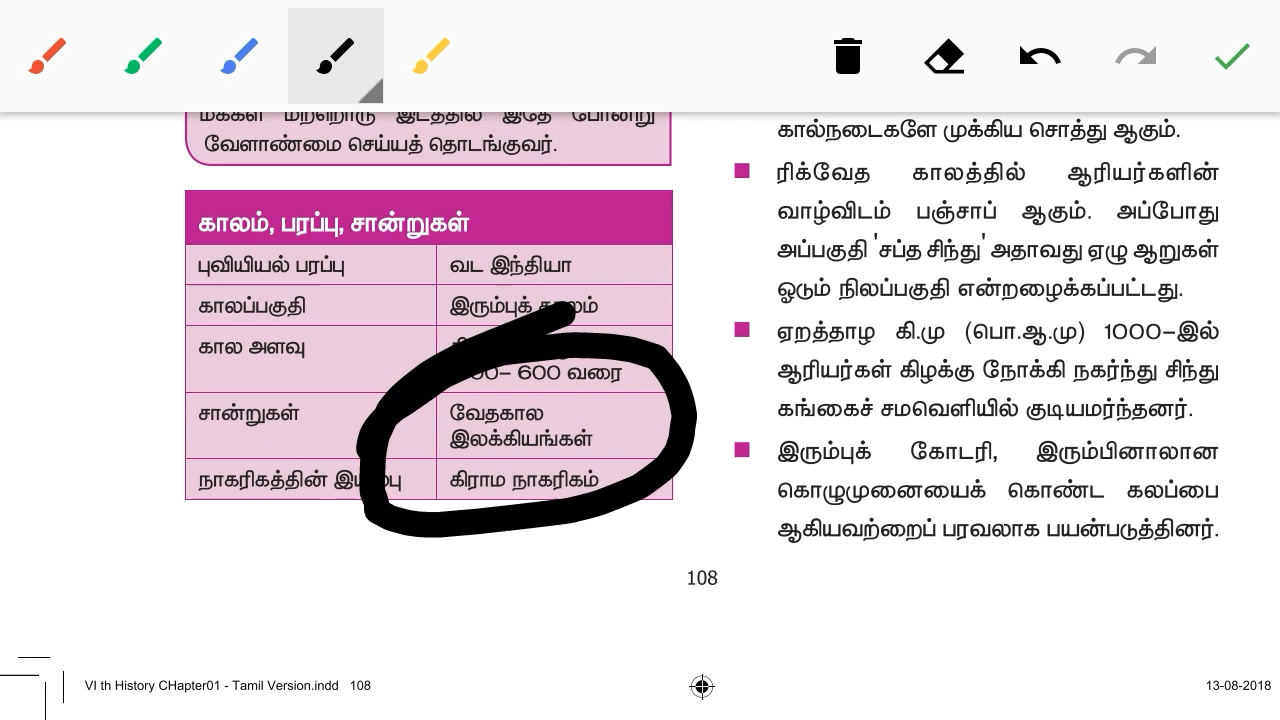 வேளாண்மை செய்யத் தொடங்குவர்.
காலம், பரப்பு, சான்றுகள்
புவியியல் பரப்பு வட இந்தியா
காலப்பகுதி இரும்புக்
கால அளவு
600 வரை
சான்றுகள் வேதகால
இலக்கியங்கள்
நாகரிகத்தின் கிராம நாகரிகம்
கால்நடைகளே முக்கிய சொத்து ஆகும்.
■ ரிக்வேத காலத்தில் ஆரியர்களின்
வாழ்விடம் பஞ்சாப் ஆகும். அப்போது
அப்பகுதி 'சப்த சிந்து' அதாவது ஏழு ஆறுகள்
ஓடும் நிலப்பகுதி என்றழைக்கப்பட்டது.
■ ஏறத்தாழ கி.மு (பொ.ஆ.மு) 1000–இல்
ஆரியர்கள் கிழக்கு நோக்கி நகர்ந்து சிந்து
கங்கைச் சமவெளியில் குடியமர்ந்தனர்.
■ இரும்புக் கோடரி, இரும்பினாலான
கொழுமுனையைக் கொண்ட கலப்பை
ஆகியவற்றைப் பரவலாக பயன்படுத்தினர்.
108
VI th History CHapter01 - Tamil Version.indd 108
13-08-2018